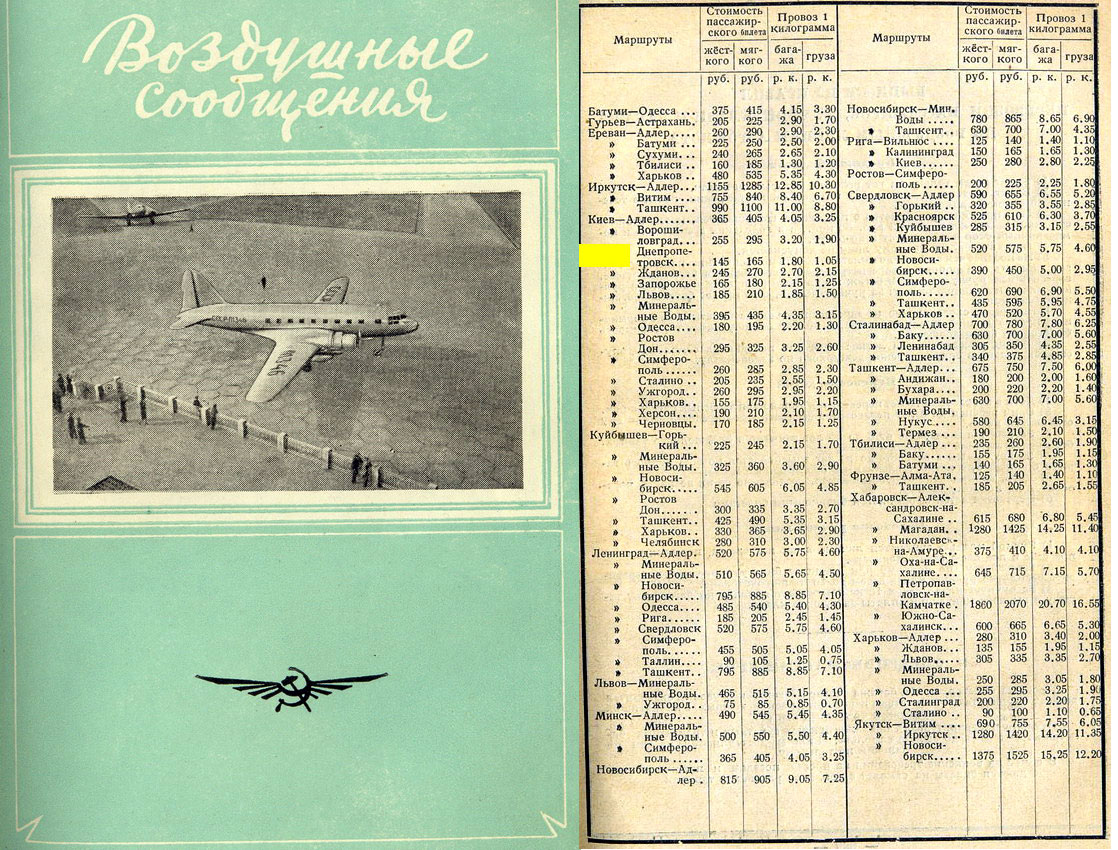 Воздушные
сообщения
СССР-Л1346
Маршруты
Стоимость
пассажир-
ского билета
Провоз 1
килограмма
жёст-
кого
мяг-
кого
бага-
жа
груза
руб. руб. р. к. р. к.
Батуми—Одесса ... 375 415 4.15 3.30
Гурьев—Астрахань. 205 225 2.90 1.70
Ереван—Адлер..... 260 290 2.90 2.30
» Батуми ... 225 250 2.50 2.00
» Сухуми... 240 265 2.65 2.10
» Тбилиси .. 160 185 1.30 1.20
» Харьков .. 480 535 5.35 4.30
Иркутск—Адлер... 1155 1285 12.85 10.30
» Витим .... 755 840 8.40 6.70
» Ташкент.. 990 1100 11.00 8.80
Киев—Адлер....... 365 405 4.05 3.25
» Вороши-
ловград... 255 295 3.20 1.90
Днепропе-
тровск.... 145 165 1.80 1.05
» Жданов... 245 270 2.70 2.15
» Запорожье 165 180 2.15 1.25
» Львов..... 185 210 1.85 1.50
» Минераль-
ные Воды. 395 435 4.35 3.15
» Одесса.... 180 195 2.20 1.30
» Ростов
Дон....... 295 325 3.25 2.60
» Симферо-
поль ...... 260 285 2.85 2.30
» Сталино .. 205 235 2.55 1.50
» Ужгород.. 260 295 2.95 2.20
» Харьков.. 155 175 1.95 1.15
» Херсон.... 190 210 2.10 1.70
» Черновцы. 170 185 2.15 1.25
Куйбышев—Горь-
кий ... 225 245 2.15 1.70
» Минераль-
ные Воды. 325 360 3.60 2.90
» Новоси-
бирск..... 545 605 6.05 4.85
» Ростов
Дон ...... 300 335 3.35 2.70
» Ташкент.. 425 490 5.35 3.15
» Харьков.. 330 365 3.65 2.90
» Челябинск 280 310 3.00 2.30
Ленинград—Адлер. 520 575 5.75 4.60
» Минераль-
ные Воды. 510 565 5.65 4.50
» Новоси-
бирск..... 795 885 8.85 7.10
» Одесса.... 485 540 5.40 4.30
» Рига...... 185 205 2.45 1.45
» Свердловск 520 575 5.75 4.60
» Симферо-
поль...... 455 505 5.05 4.05
» Таллин.... 90 105 1.25 0.75
» Ташкент.. 795 885 8.85 7.10
Львов—Минераль-
ные Воды. 465 515 5.15 4.10
» Ужгород.. 75 85 0.85 0.70
Минск—Адлер..... 490 545 5.45 4.35
» Минераль-
ные Воды. 500 550 5.50 4.40
» Симферо-
поль ...... 365 405 4.05 3.25
Новосибирск—Ад-
лер . 815 905 9.05 7.25
Маршруты
Стоимость
пассажир-
ского билета
Провоз 1
килограмма
жёст-
кого
мяг-
кого
бага-
жа
груза
руб. руб. р. к. р. к.
Новосибирск—Мин.
Воды ..... 780 865 8.65 6.90
» Ташкент.. 630 700 7.00 4.35
Рига—Вильнюс .... 125 140 1.40 1.10
» Калининград 150 165 1.65 1.30
» Киев...... 250 280 2.80 2.25
Ростов—Симферо-
поль ...... 200 225 2.25 1.80
Свердловск—Адлер 590 655 6.55 5.20
» Горький .. 320 355 3.55 2.85
» Красноярск 525 610 6.30 3.70
» Куйбышев 285 315 3.15 2.55
» Минераль-
ные Воды. 520 575 5.75 4.60
» Новоси-
бирск..... 390 450 5.00 2.95
» Симферо-
поль...... 620 690 6.90 5.50
» Ташкент.. 435 595 5.95 4.75
» Харьков .. 470 520 5.70 4.55
Сталинабад—Адлер 700 780 7.80 6.25
» Баку...... 630 700 7.00 5.60
» Ленинабад 305 350 4.35 2.55
» Ташкент.. 340 375 4.85 2.85
Ташкент—Адлер... 675 750 7.50 6.00
» Андижан.. 180 200 2.00 1.60
» Бухара.... 200 220 2.20 1.40
» Минераль-
ные Воды. 630 700 7.00 5.60
» Нукус..... 580 645 6.45 3.15
» Термез ... 190 210 2.10 1.50
Тбилиси—Адлер ... 235 260 2.60 1.90
» Баку...... 155 175 1.95 1.15
» Батуми ... 140 165 1.65 1.30
Фрунзе—Алма-Ата. 125 140 1.40 1.10
» Ташкент.. 185 205 2.65 1.55
Хабаровск—Алек-
сандровск-на-
Сахалине .. 615 680 6.80 5.45
» Магадан.. 1280 1425 14.25 11.40
» Николаевск-
на-Амуре... 375 410 4.10 4.10
» Оха-на-Са-
халине.... 645 715 7.15 5.70
» Петропав-
ловск-на-
Камчатке . 1860 2070 20.70 16.55
» Южно-Са-
халинск... 600 665 6.65 5.30
Харьков—Адлер ... 280 310 3.40 2.00
» Жданов... 135 155 1.95 1.15
» Львов..... 305 335 3.35 2.70
» Минераль-
ные Воды. 250 285 3.05 1.80
» Одесса ... 255 295 3.25 1.90
» Сталинград 200 220 2.20 1.75
» Сталино .. 90 100 1.10 0.65
Якутск—Витим .... 690 755 7.55 6.05
» Иркутск .. 1280 1420 14.20 11.35
» Новоси-
бирск..... 1375 1525 15.25 12.20